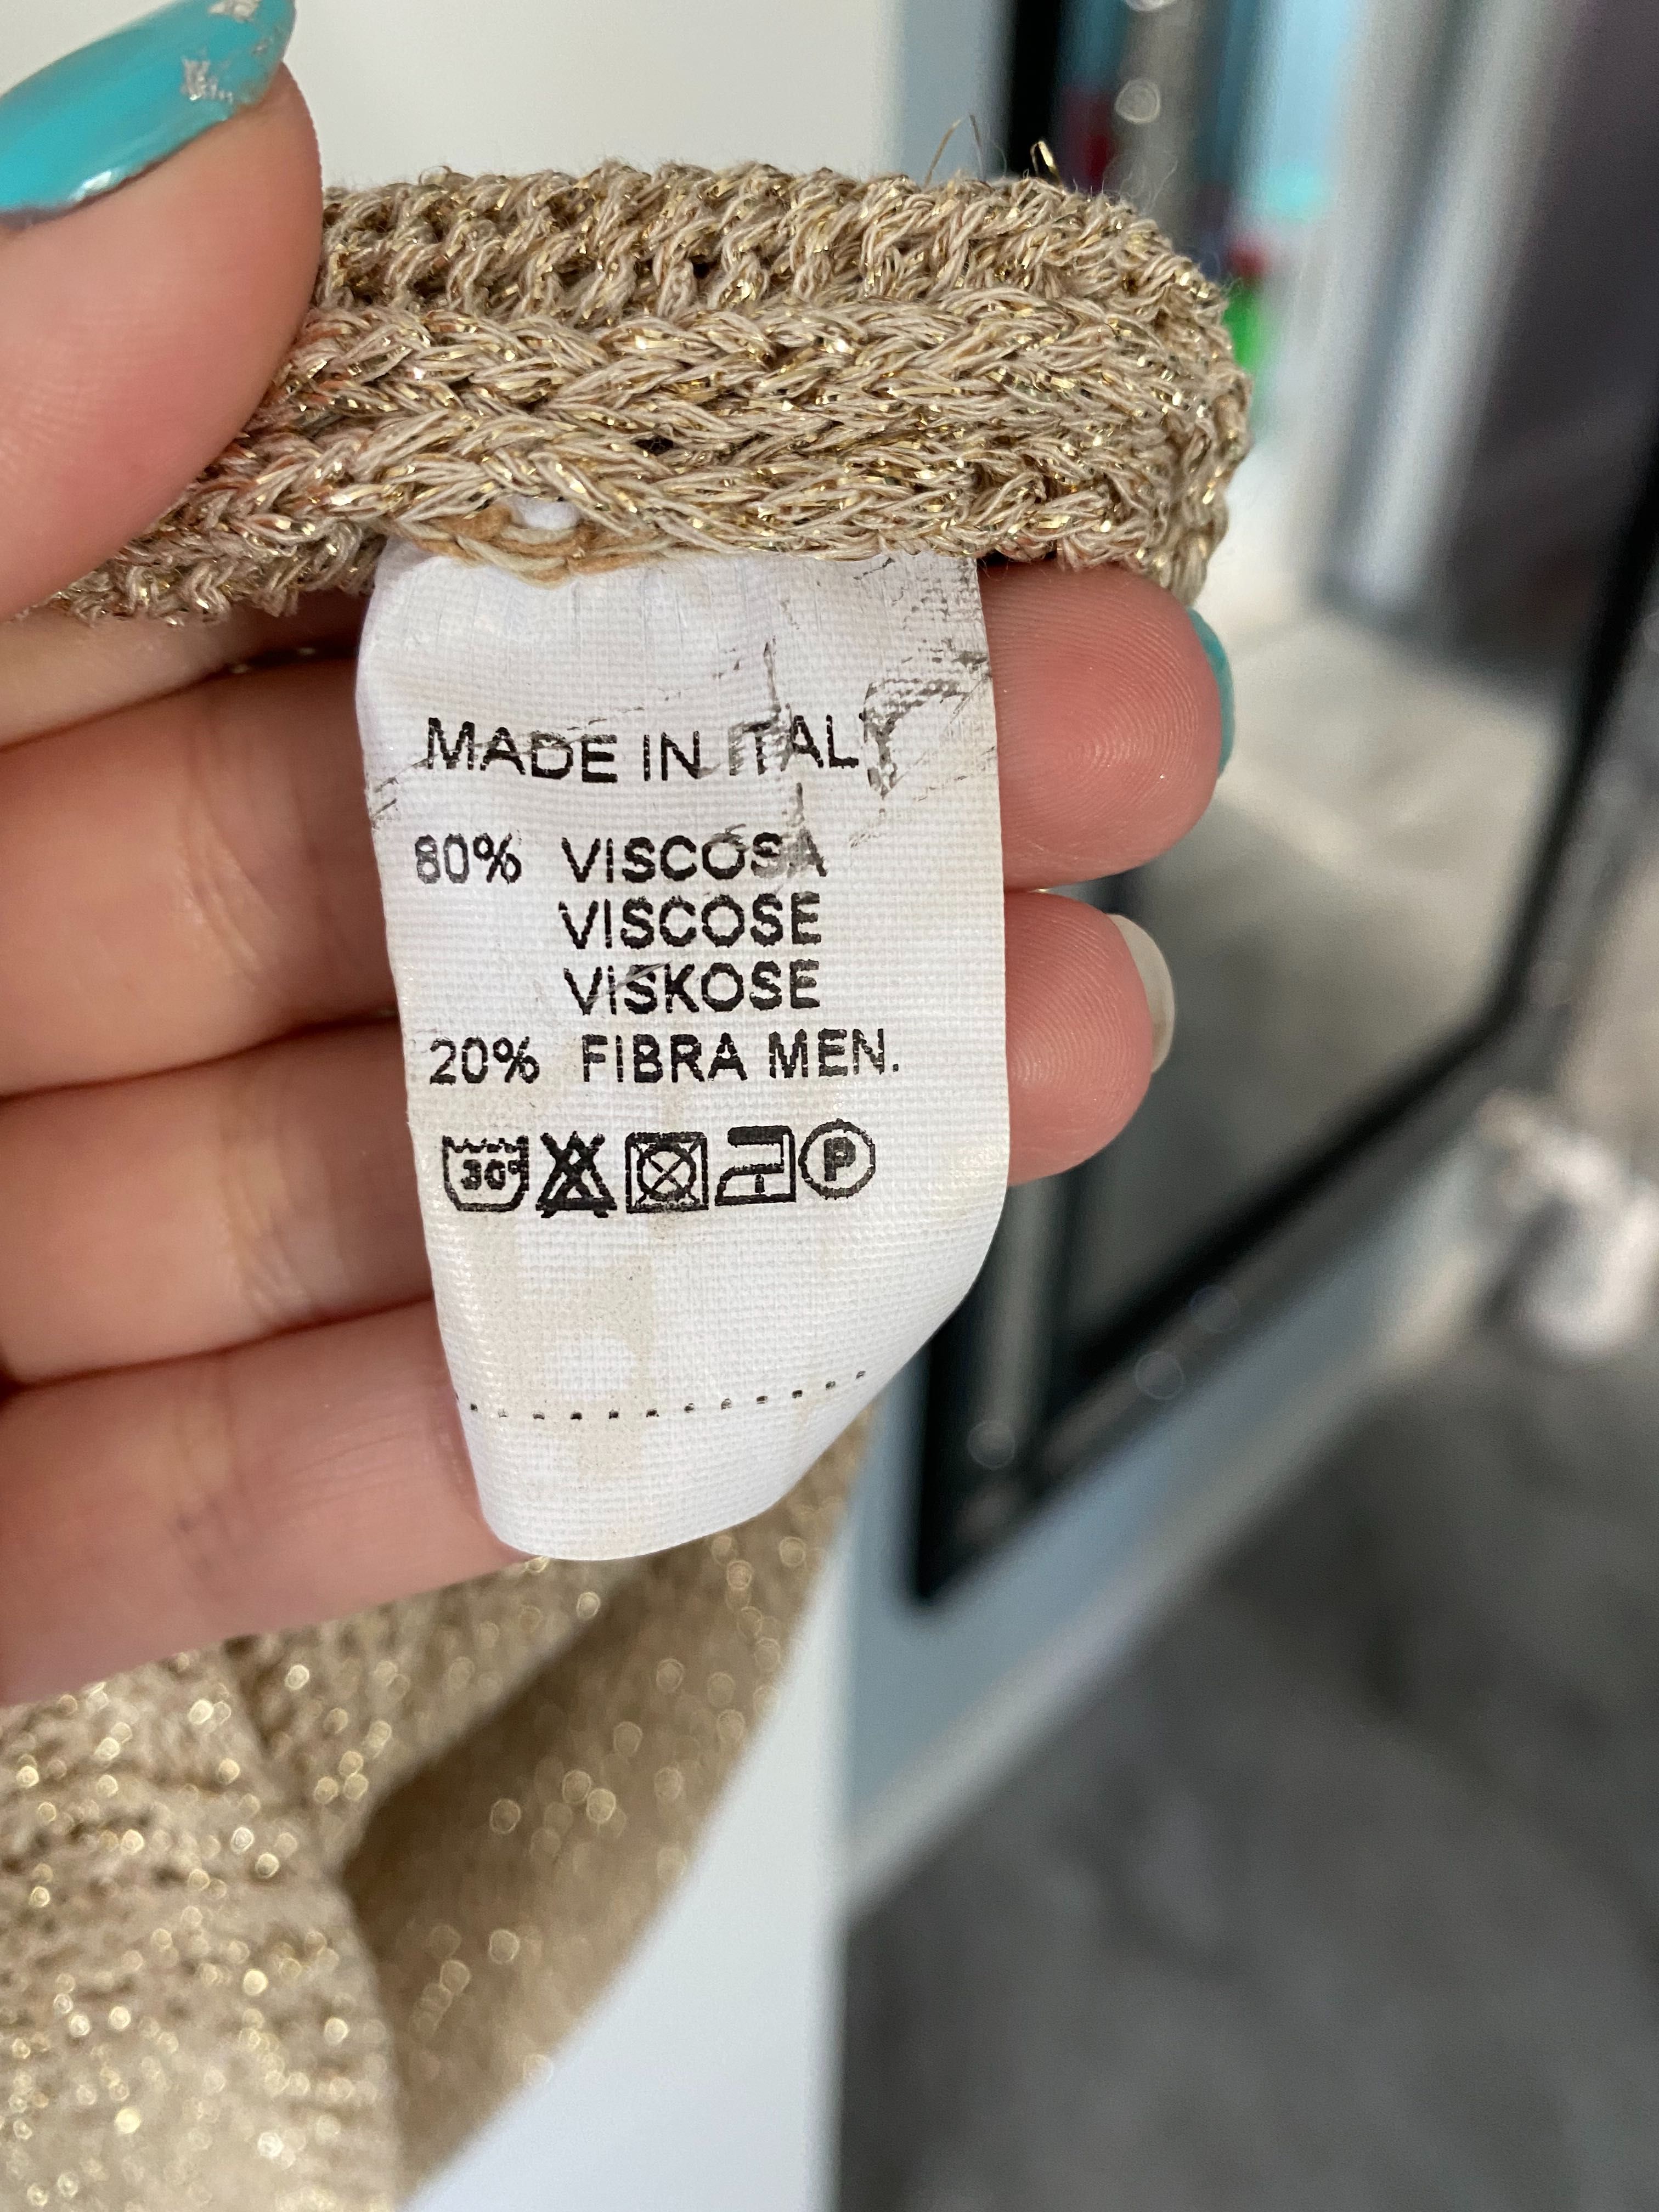 MADE IN ITALY
80% VISCOSA
VISCOSE
VISKOSE
20% FIBRA MEN.
30° P